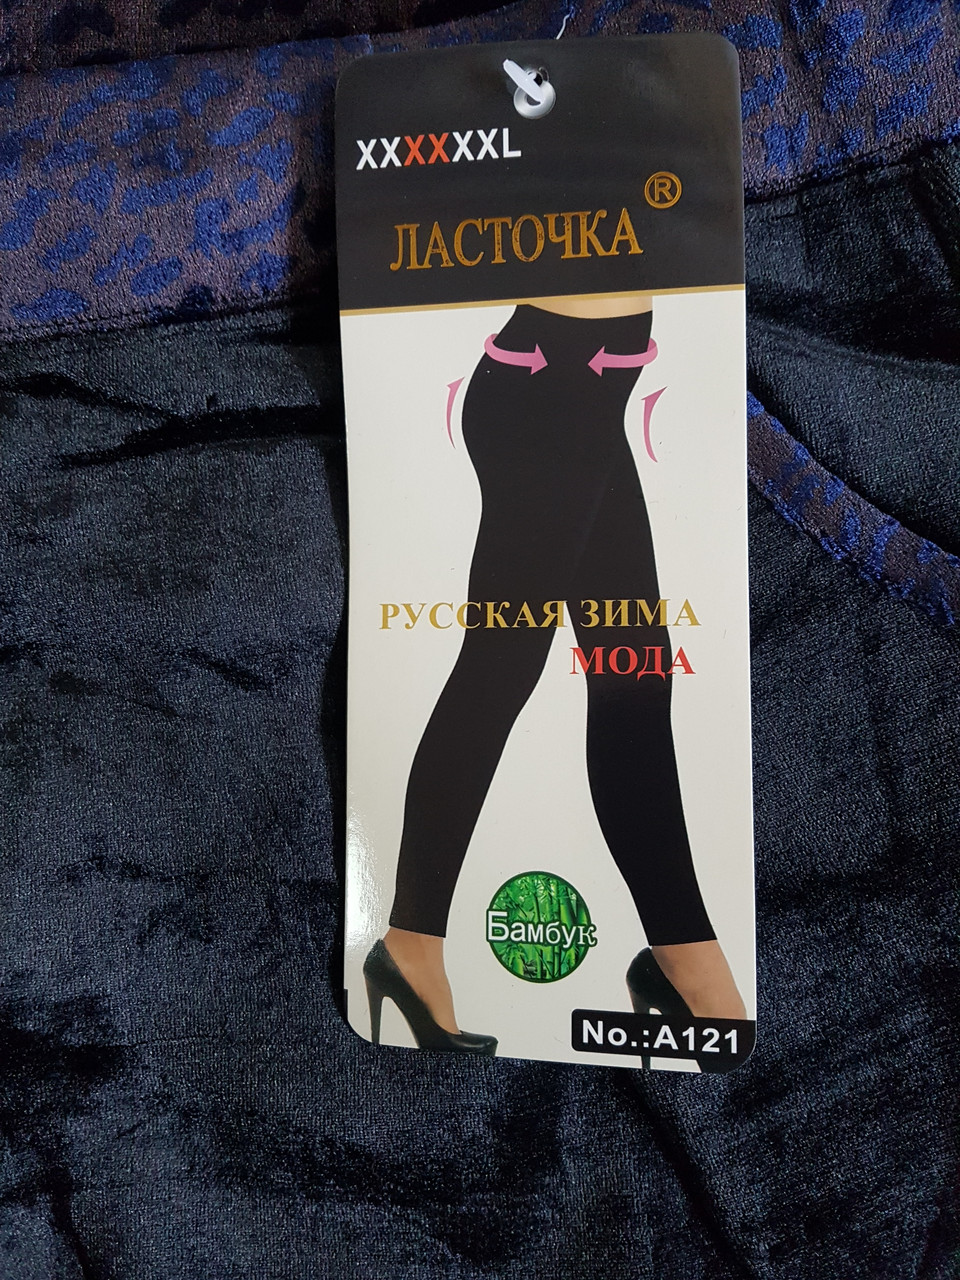 XXXXXXL
ЛАСТОЧКА®
РУССКАЯ ЗИМА
МОДА
Бамбук
No.:A121